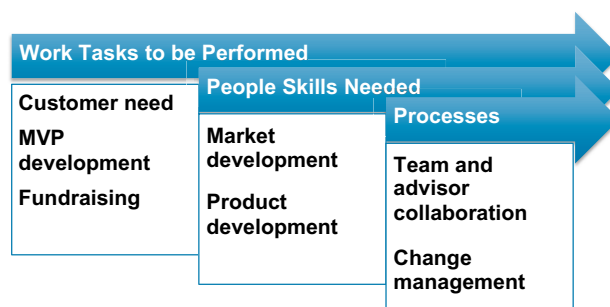 Work Tasks to be Performed
Customer need
MVP
development
Fundraising
People Skills Needed
Market
development
Product
development
Processes
Team and
advisor
collaboration
Change
management